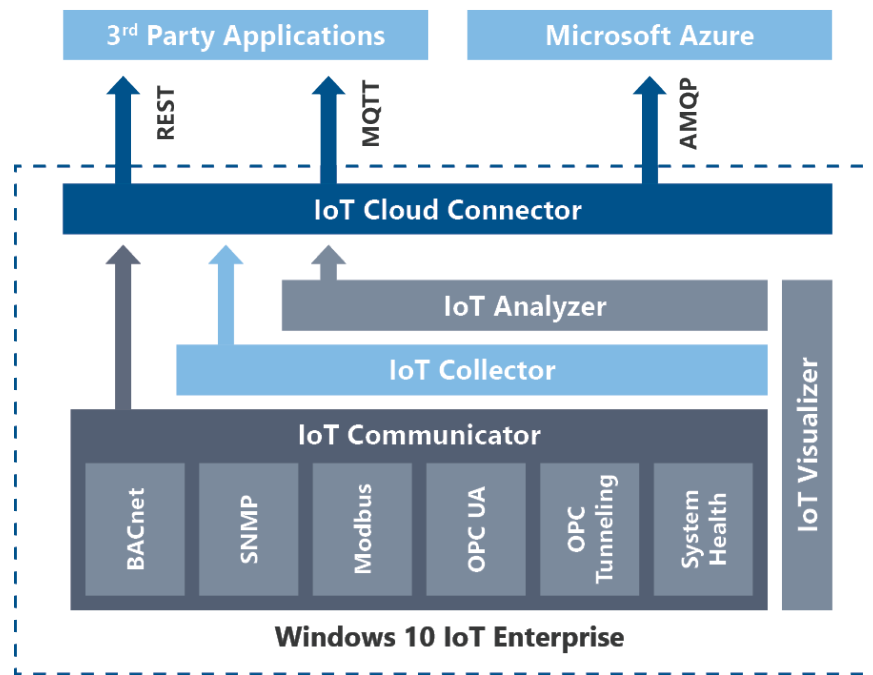 3rd Party Applications
Microsoft Azure
REST
MQTT
AMQP
IoT Cloud Connector
IoT Analyzer
IoT Collector
IoT Communicator
BACnet
SNMP
Modbus
OPC UA
OPC
Tunneling
System
Health
IoT Visualizer
Windows 10 IoT Enterprise